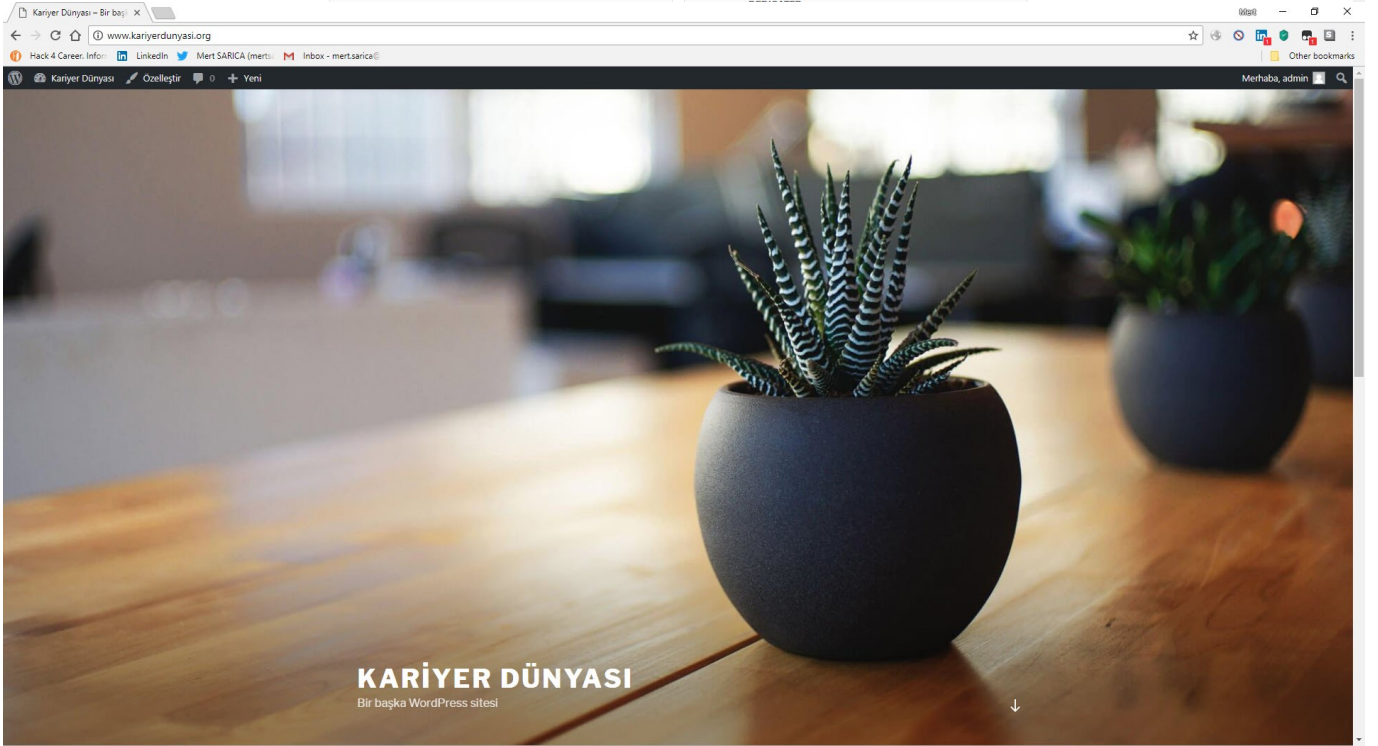 Kariyer Dünyası – Bir baş
Mert
www.kariyerdunyasi.org
Hack 4 Career. Infor
LinkedIn
Mert SARICA (merts
Inbox - mert.sarica@
Other bookmarks
Kariyer Dünyası
Özelleştir
0
Yeni
Merhaba, admin
KARİYER DÜNYASI
Bir başka WordPress sitesi